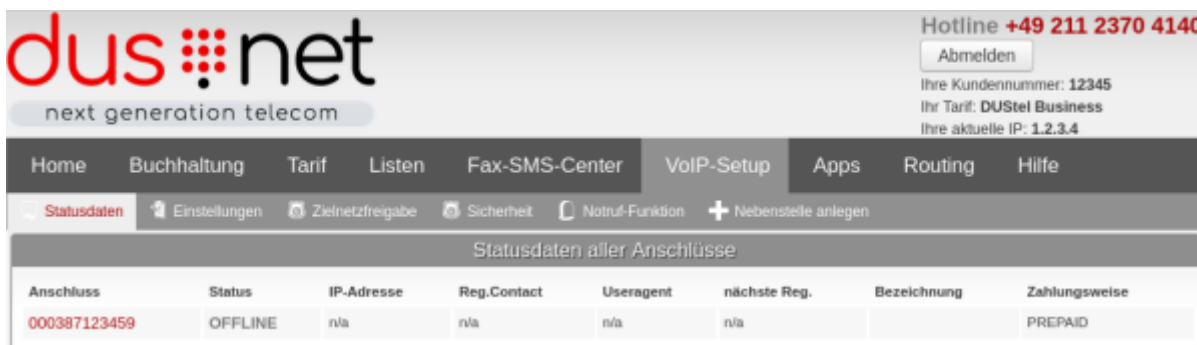 dus net
next generation telecom
Hotline +49 211 2370 4140
Abmelden
Ihre Kundennummer: 12345
Ihr Tarif: DUStel Business
Ihre aktuelle IP: 1.2.3.4
Home Buchhaltung Tarif Listen Fax-SMS-Center VoIP-Setup Apps Routing Hilfe
Statusdaten Einstellungen Zielnetzfreigabe Sicherheit Notruf-Funktion Nebenstelle anlegen
Statusdaten aller Anschlüsse
Anschluss Status IP-Adresse Reg.Contact Useragent nächste Reg. Bezeichnung Zahlungsweise
000387123459 OFFLINE n/a n/a n/a n/a PREPAID